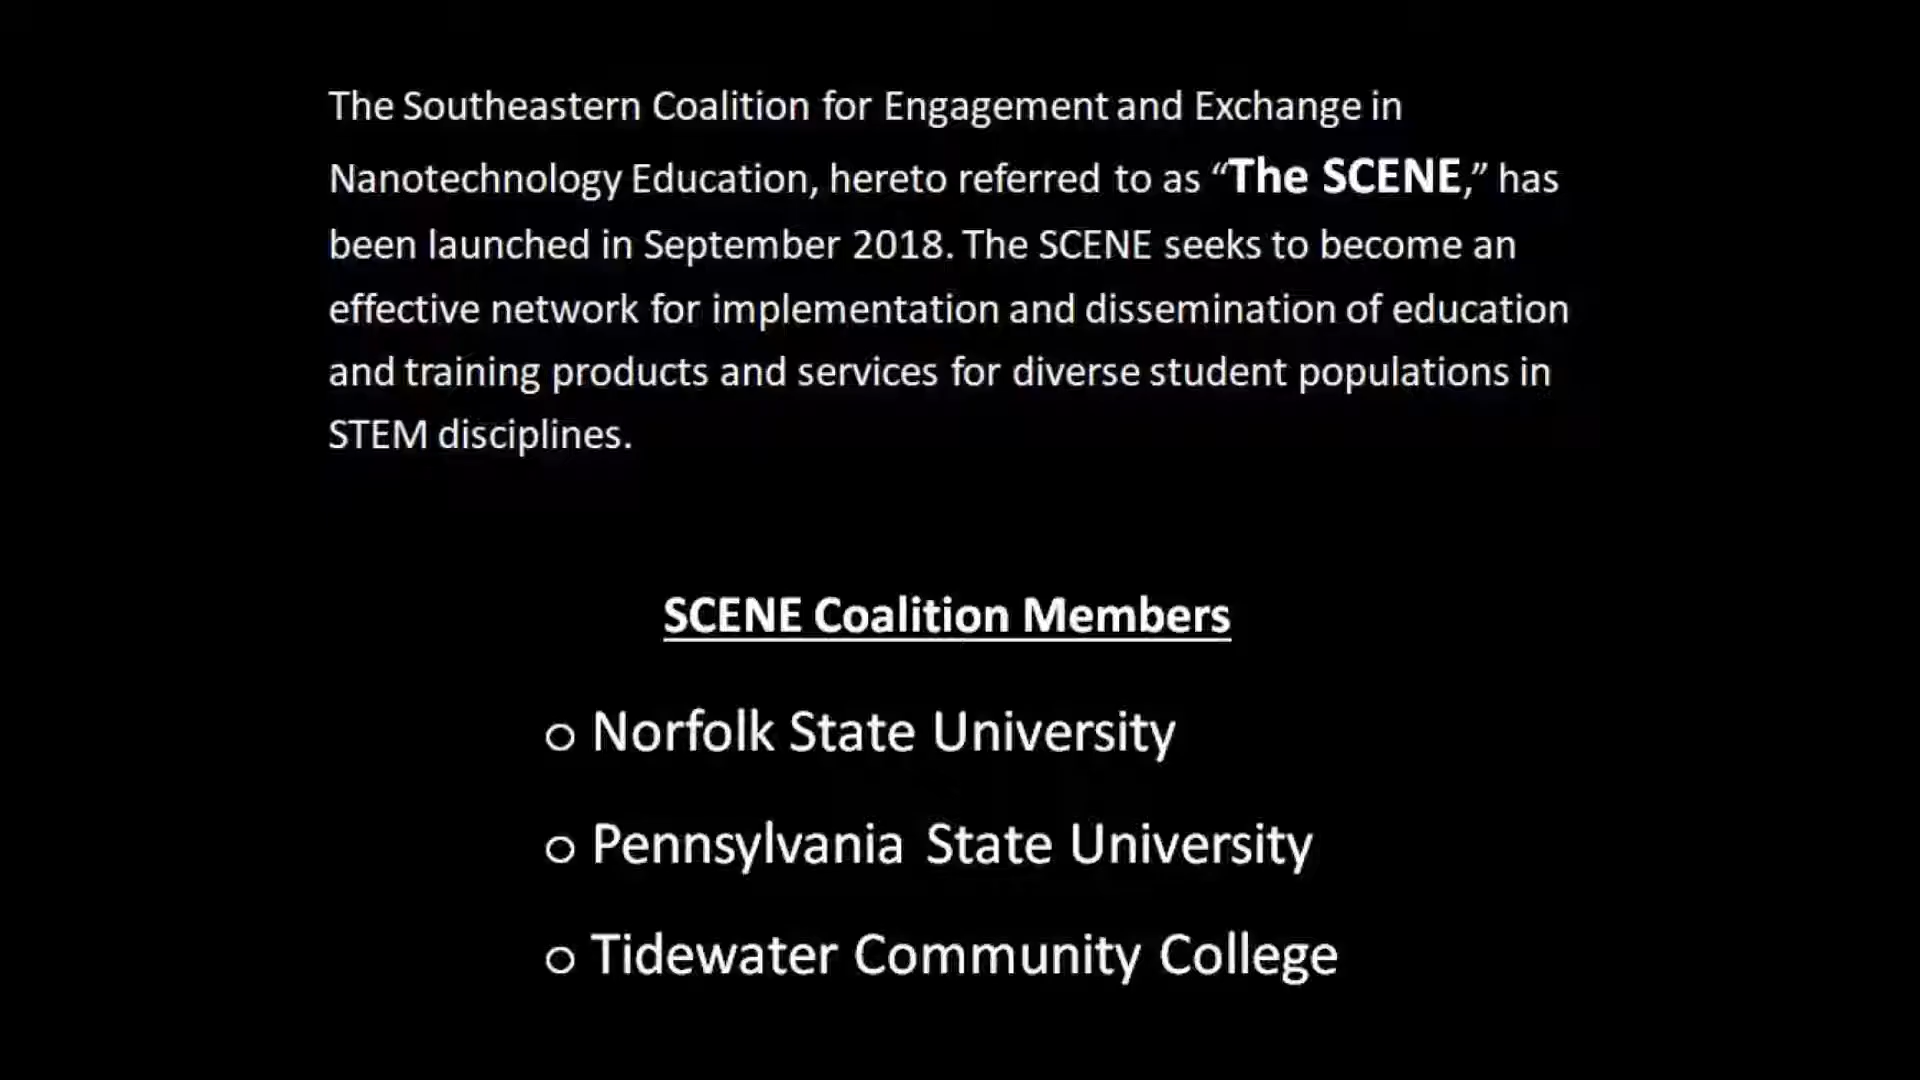 The Southeastern Coalition for Engagement and Exchange in
Nanotechnology Education, hereto referred to as “The SCENE,” has
been launched in September 2018. The SCENE seeks to become an
effective network for implementation and dissemination of education
and training products and services for diverse student populations in
STEM disciplines.
SCENE Coalition Members
o Norfolk State University
o Pennsylvania State University
o Tidewater Community College